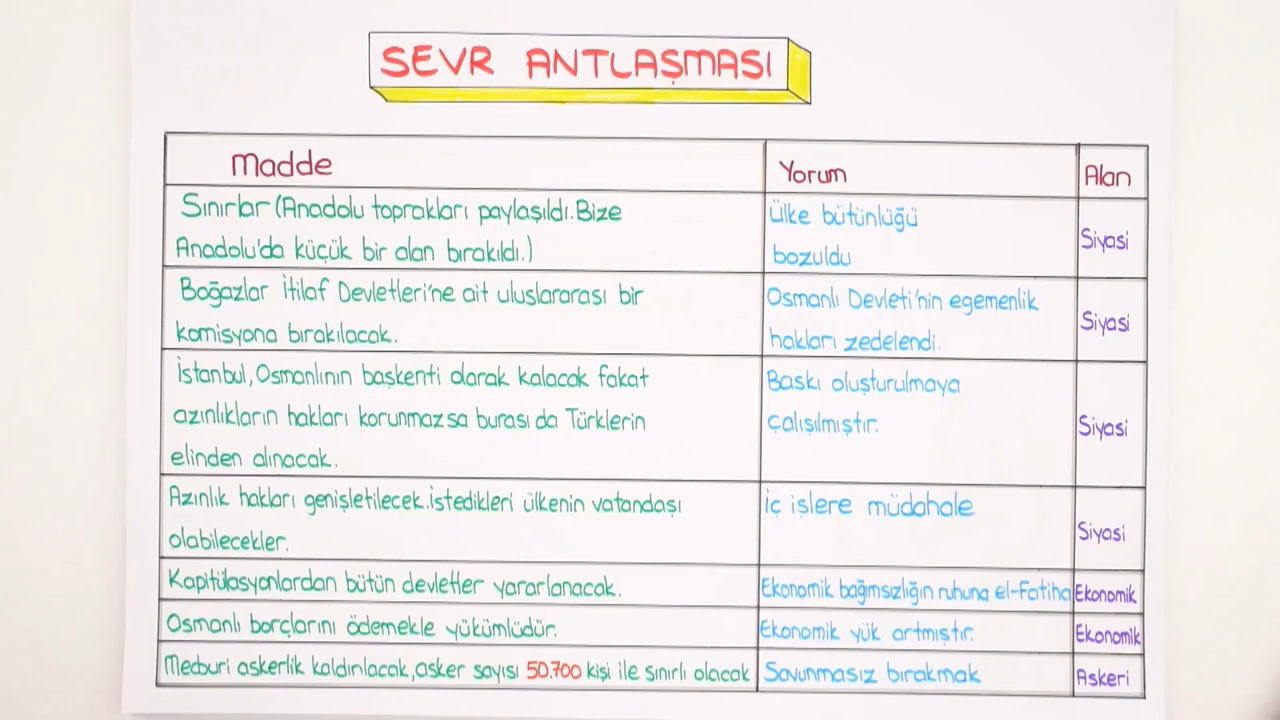 SEVR ANTLAŞMASI
Madde
Yorum
Alan
Sınırlar (Anadolu toprakları paylaşıldı.Bize
Anadolu'da küçük bir alan bırakıldı.)
Ülke bütünlüğü
bozuldu
Siyasi
Boğazlar İtilaf Devletleri'ne ait uluslararası bir
komisyona bırakılacak.
Osmanlı Devleti'nin egemenlik
hakları zedelendi.
Siyasi
İstanbul,Osmanlının başkenti olarak kalacak fakat
azınlıkların hakları korunmazsa burası da Türklerin
elinden alınacak.
Baskı oluşturulmaya
çalışılmıştır.
Siyasi
Azınlık hakları genişletilecek.İstedikleri ülkenin vatandaşı
olabilecekler.
İç işlere müdahale
Siyasi
Kapitülasyonlardan bütün devletler yararlanacak.
Ekonomik bağımsızlığın ruhuna el-Fatiha
Ekonomik
Osmanlı borçlarını ödemekle yükümlüdür.
Ekonomik yük artmıştır.
Ekonomik
Mecburi askerlik kaldırılacak,asker sayısı 50.700 kişi ile sınırlı olacak
Savunmasız bırakmak
Askeri